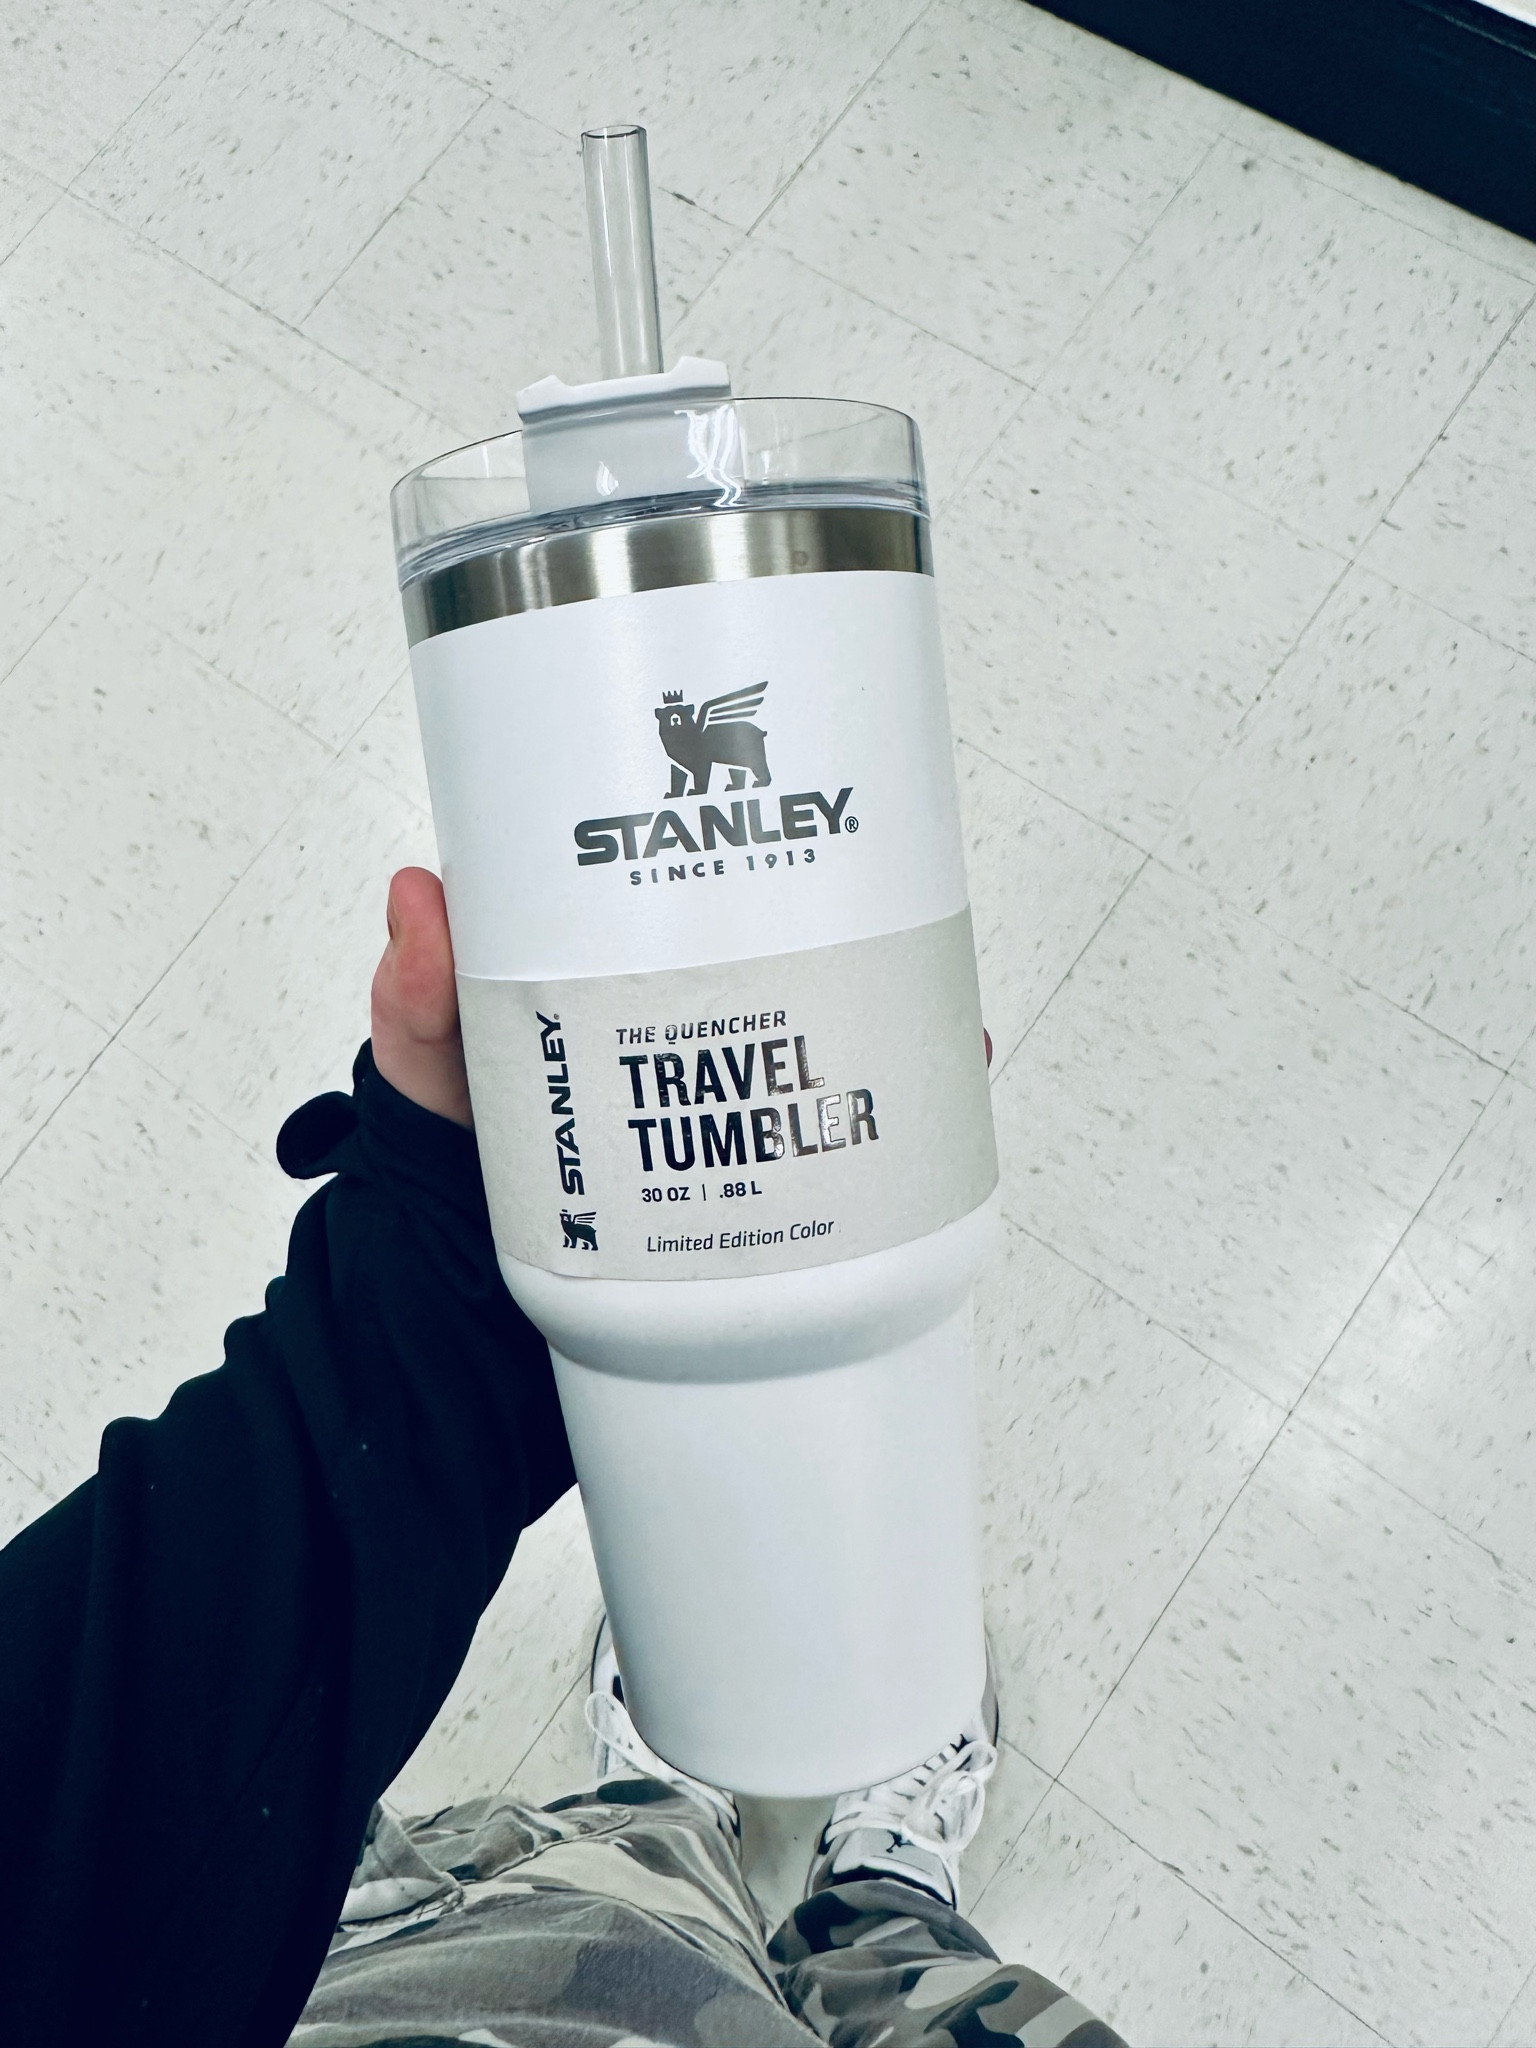 STANLEY®
SINCE 1913
STANLEY®
THE QUENCHER
TRAVEL
TUMBLER
30 OZ | .88 L
Limited Edition Color